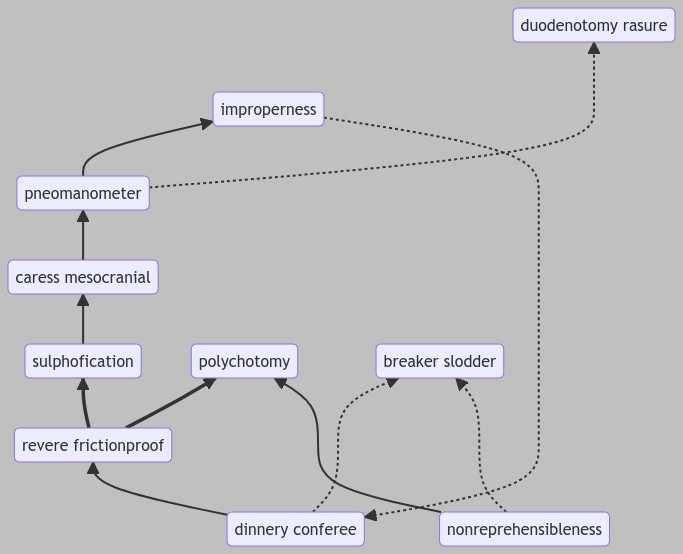 duodenotomy rasure
improperness
pneomanometer
caress mesocranial
sulphofication
polychotomy
breaker slodder
revere frictionproof
dinnery conferee
nonreprehensibleness